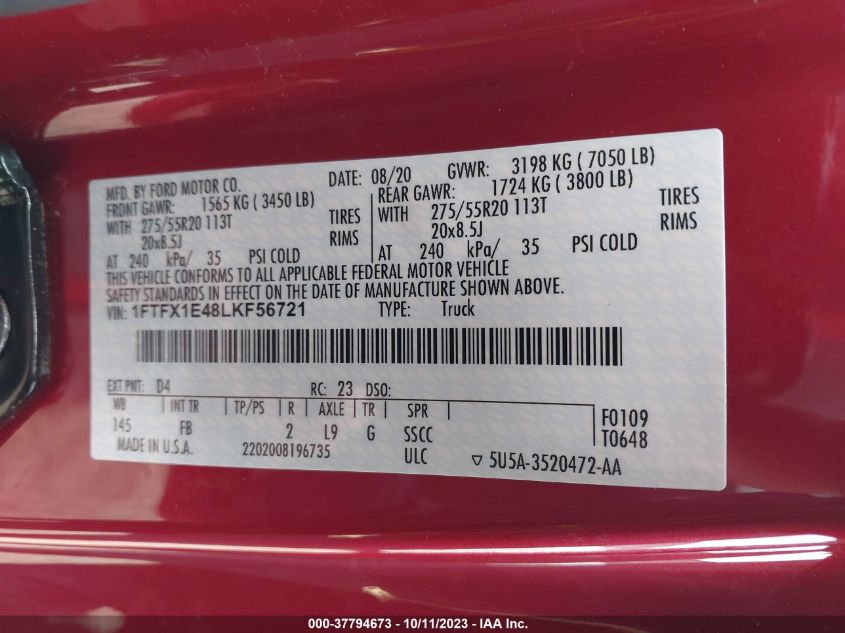 MFD. BY FORD MOTOR CO. DATE: 08/20 GVWR: 3198 KG ( 7050 LB)
FRONT GAWR: 1565 KG ( 3450 LB) REAR GAWR: 1724 KG ( 3800 LB)
WITH 275/55R20 113T TIRES WITH 275/55R20 113T TIRES
20x8.5J RIMS 20x8.5J RIMS
AT 240 kPa/ 35 PSI COLD AT 240 kPa/ 35 PSI COLD
THIS VEHICLE CONFORMS TO ALL APPLICABLE FEDERAL MOTOR VEHICLE
SAFETY STANDARDS IN EFFECT ON THE DATE OF MANUFACTURE SHOWN ABOVE.
VIN: 1FTFX1E48LKF56721 TYPE: Truck
EXT PNT: D4 RC: 23 DSO:
WB INT TR TP/PS R AXLE TR SPR F0109
145 FB 2 L9 G SSCC T0648
MADE IN U.S.A. 2202008196735 ULC ▽ 5U5A-3520472-AA
000-37794673 - 10/11/2023 - IAA Inc.